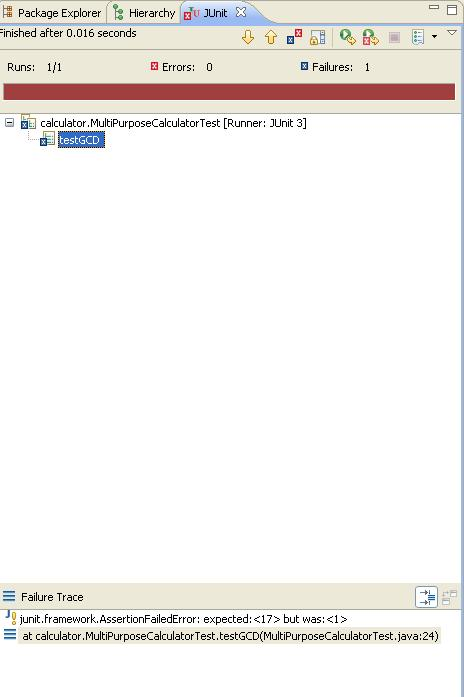 Package Explorer Hierarchy JUnit
Finished after 0.016 seconds
Runs: 1/1 Errors: 0 Failures: 1
calculator.MultiPurposeCalculatorTest [Runner: JUnit 3]
testGCD
Failure Trace
junit.framework.AssertionFailedError: expected:<17> but was:<1>
at calculator.MultiPurposeCalculatorTest.testGCD(MultiPurposeCalculatorTest.java:24)